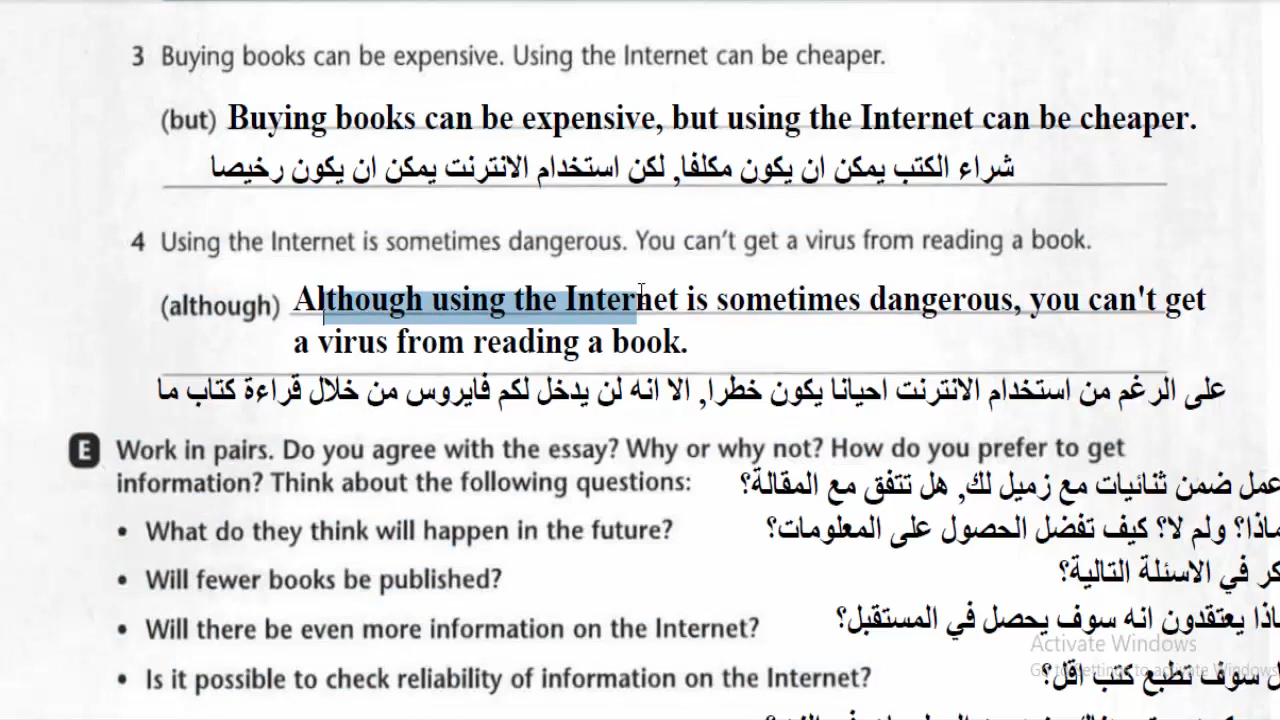 3 Buying books can be expensive. Using the Internet can be cheaper.
(but) Buying books can be expensive, but using the Internet can be cheaper.
شراء الكتب يمكن ان يكون مكلفا, لكن استخدام الانترنت يمكن ان يكون رخيصا
4 Using the Internet is sometimes dangerous. You can't get a virus from reading a book.
(although) Although using the Internet is sometimes dangerous, you can't get
a virus from reading a book.
على الرغم من استخدام الانترنت احيانا يكون خطرا, الا انه لن يدخل لكم فايروس من خلال قراءة كتاب ما
E Work in pairs. Do you agree with the essay? Why or why not? How do you prefer to get
information? Think about the following questions:
عمل ضمن ثنائيات مع زميل لك, هل تتفق مع المقالة؟
• What do they think will happen in the future?
ماذا؟ ولم لا؟ كيف تفضل الحصول على المعلومات؟
• Will fewer books be published?
كر في الاسئلة التالية؟
• Will there be even more information on the Internet?
اذا يعتقدون انه سوف يحصل في المستقبل؟
Activate Windows
Go to Settings to activate Windows.
• Is it possible to check reliability of information on the Internet?
ل سوف تطبع كتب اقل؟